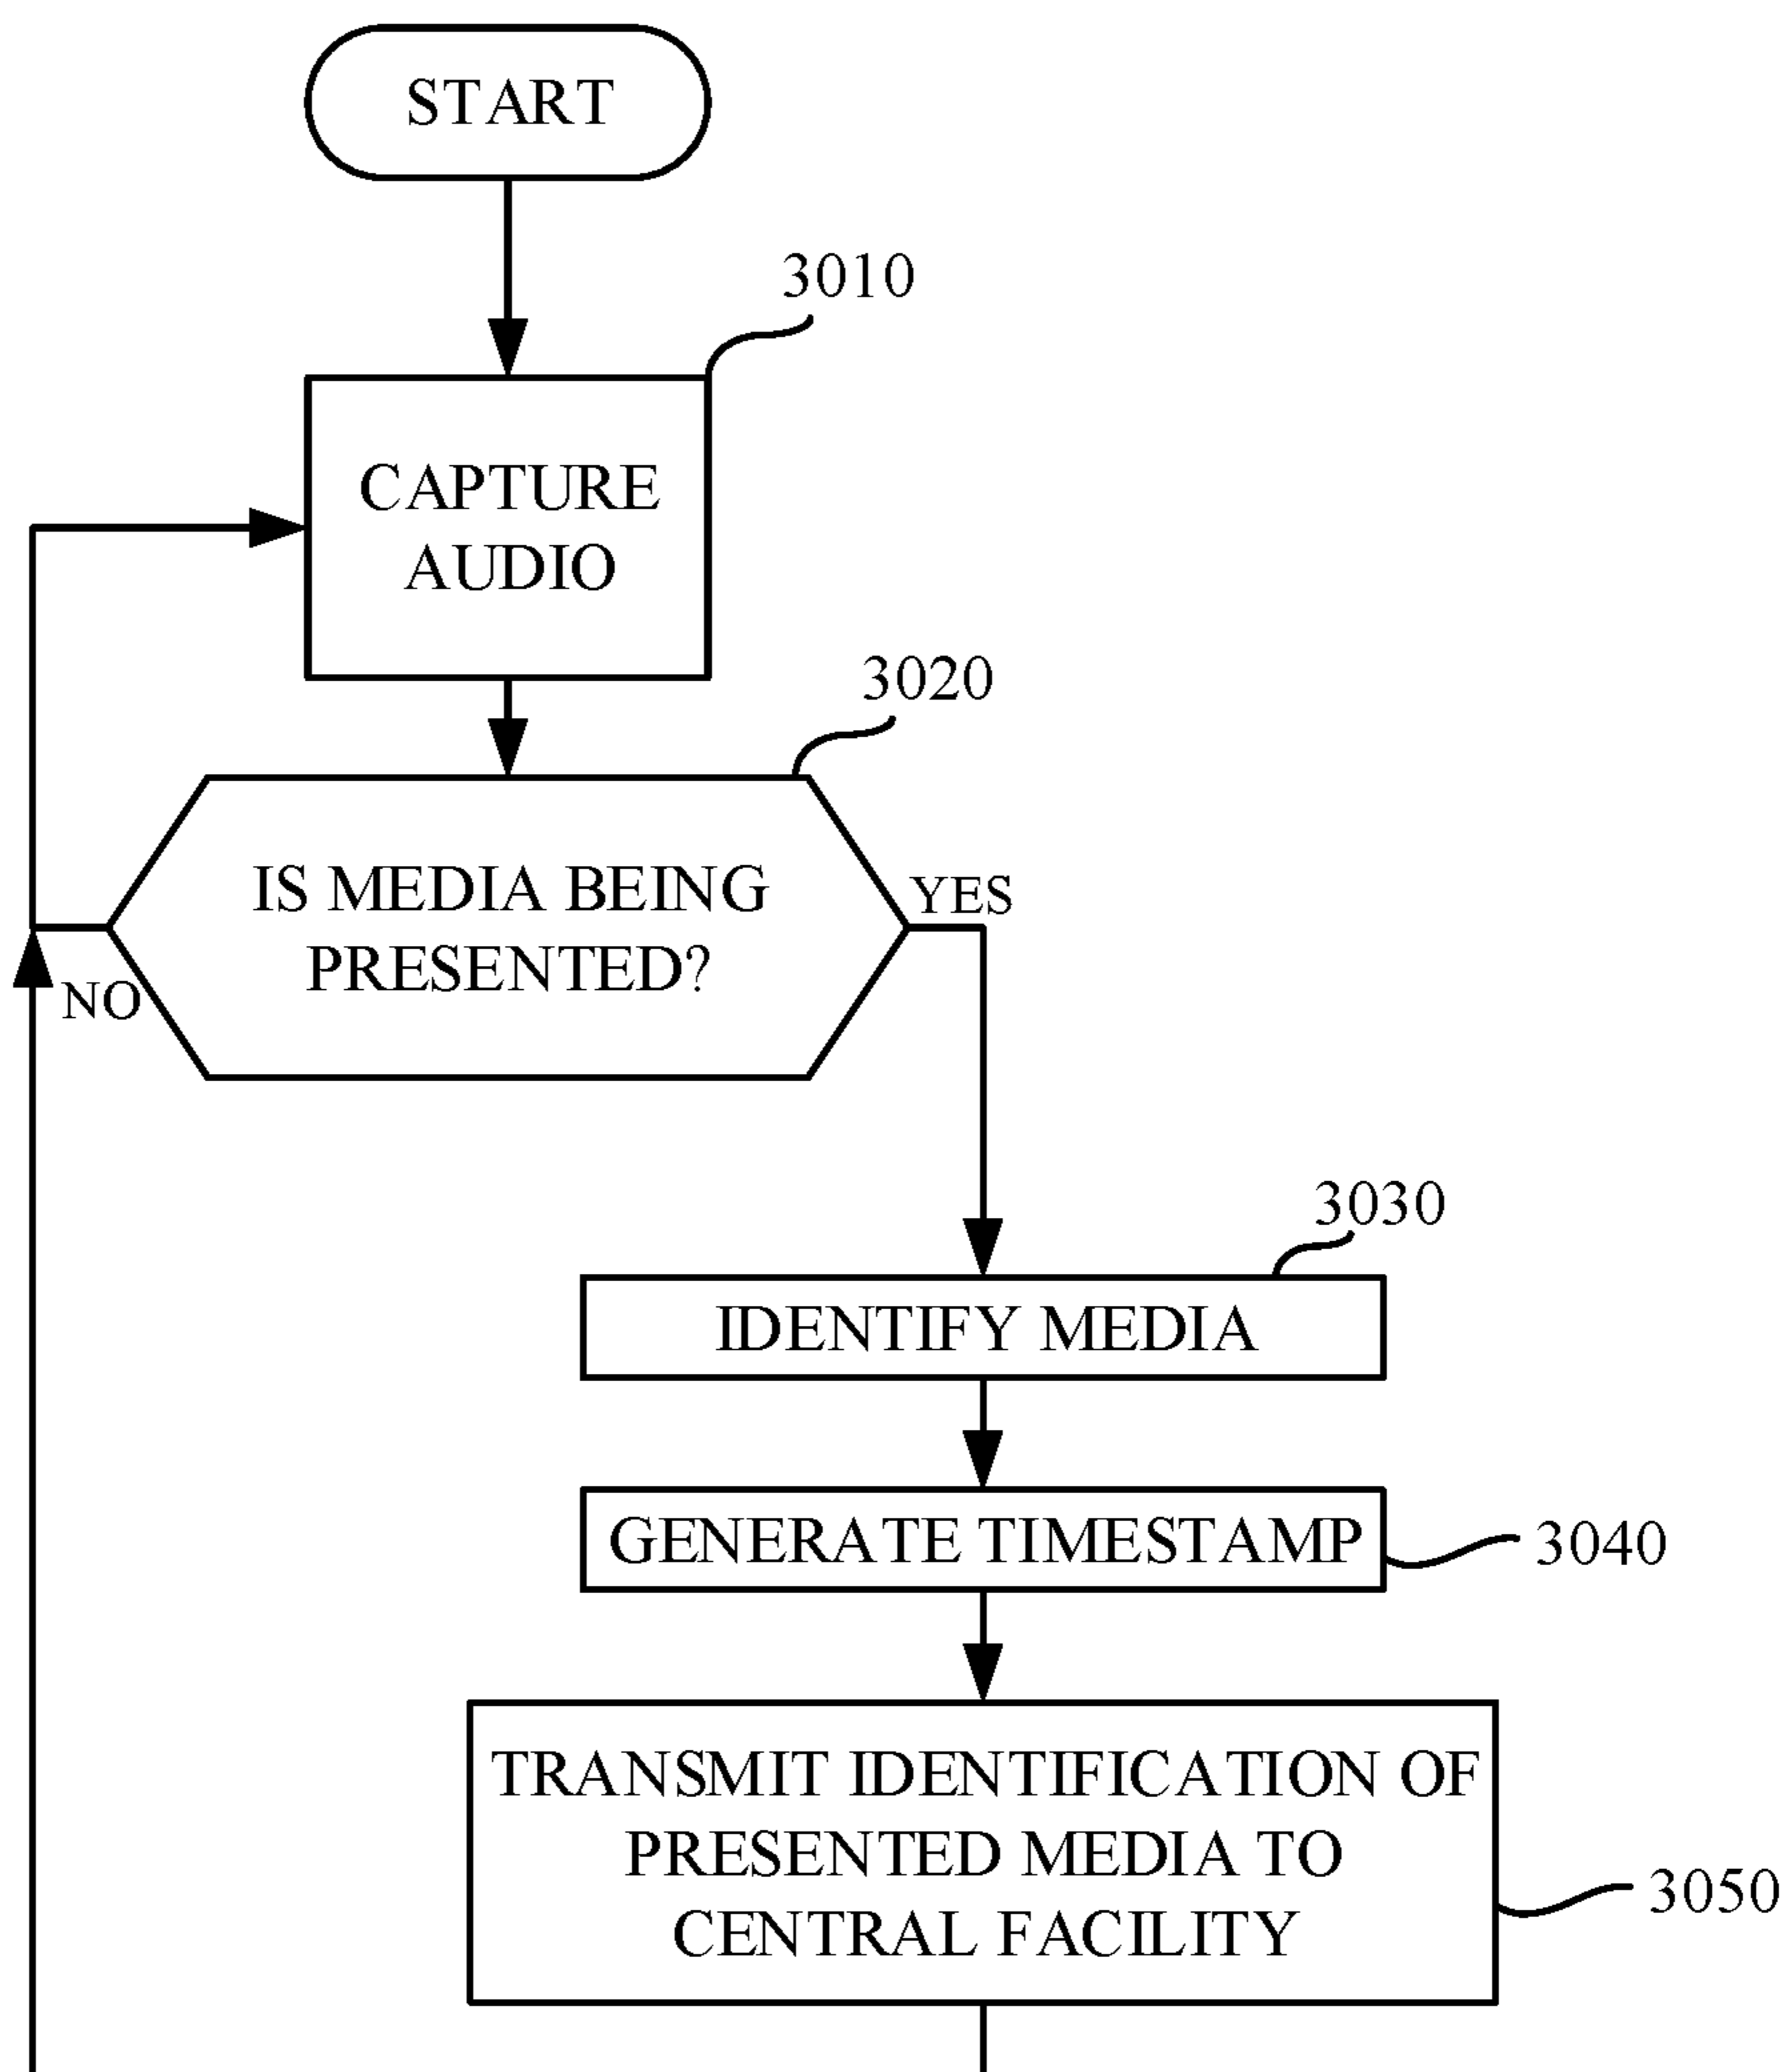 START
3010
CAPTURE
AUDIO
3020
IS MEDIA BEING
PRESENTED?
YES
NO
3030
IDENTIFY MEDIA
GENERATE TIMESTAMP
3040
TRANSMIT IDENTIFICATION OF
PRESENTED MEDIA TO
CENTRAL FACILITY
3050